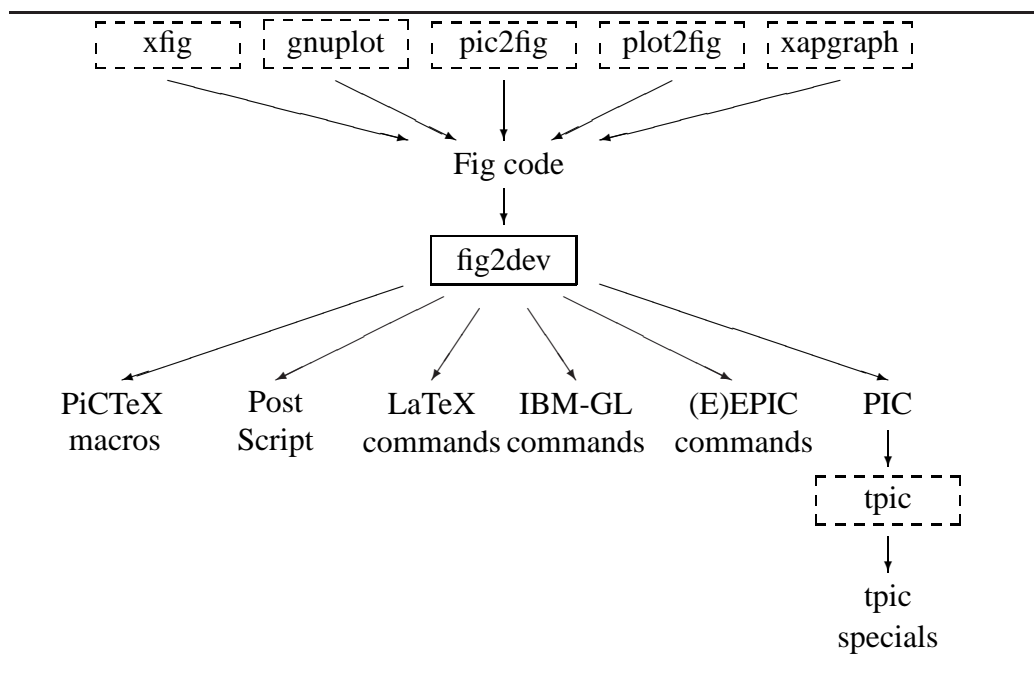 xfig gnuplot pic2fig plot2fig xapgraph
Fig code
fig2dev
PiCTeX Post LaTeX IBM-GL (E)EPIC PIC
macros Script commands commands commands
tpic
tpic
specials